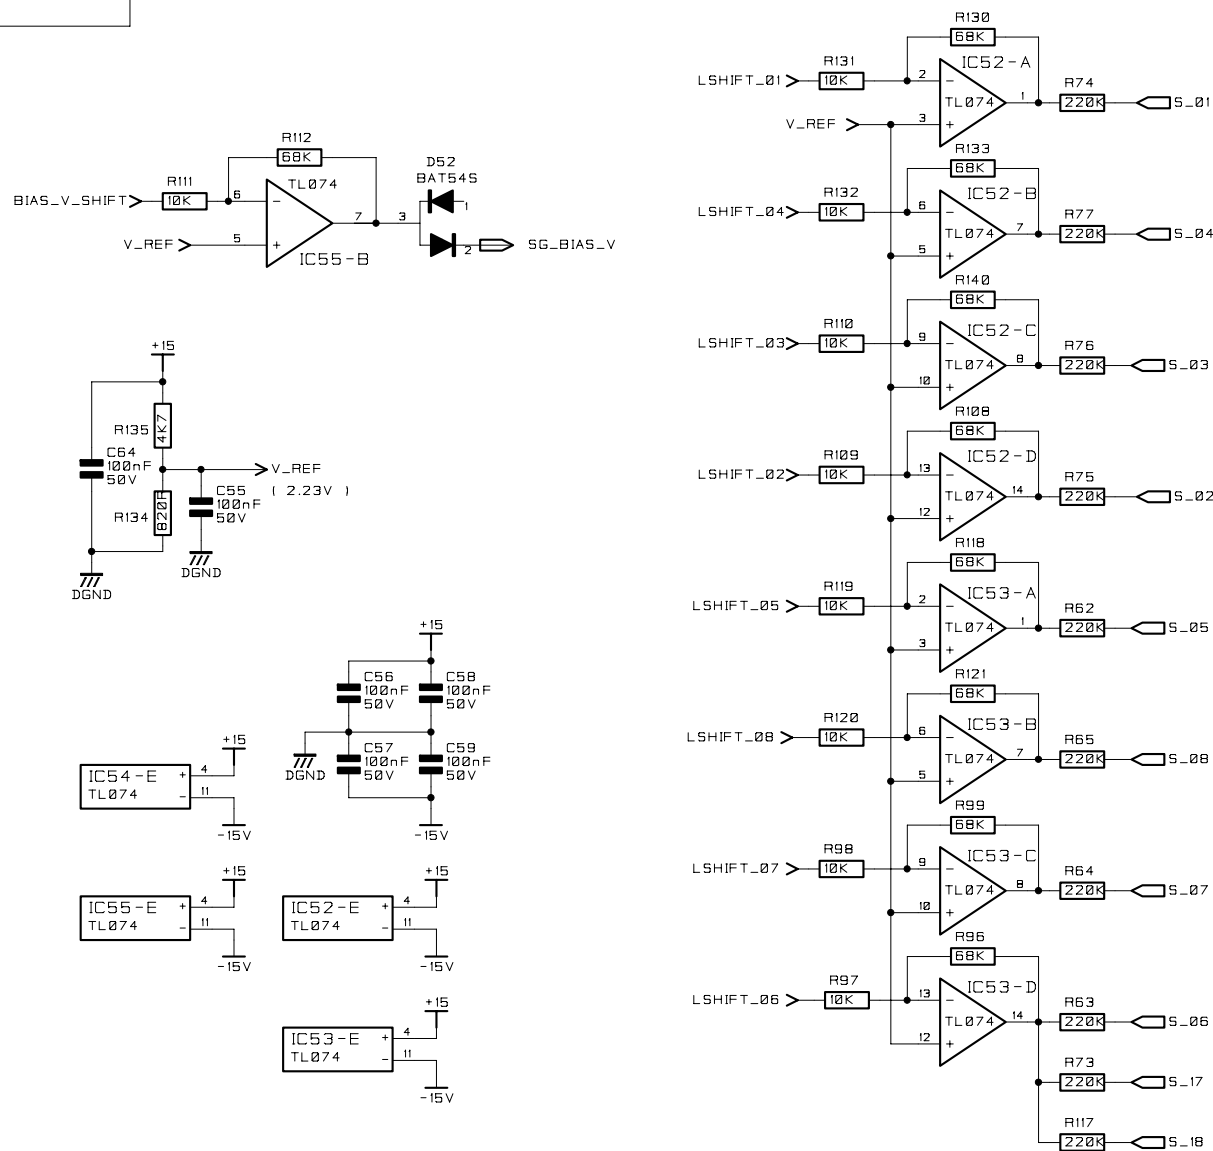 BIAS_V_SHIFT
R111
10K
R112
68K
TL074
6
-
5
+
7
V_REF
IC55-B
3
D52
BAT54S
1
2
SG_BIAS_V
+15
R135
4K7
C64
100nF
50V
R134
820R
V_REF
( 2.23V )
C55
100nF
50V
DGND
DGND
+15
C56
100nF
50V
C58
100nF
50V
DGND
C57
100nF
50V
C59
100nF
50V
-15V
IC54-E
TL074
+
-
4
11
+15
-15V
IC55-E
TL074
+
-
4
11
+15
-15V
IC52-E
TL074
+
-
4
11
+15
-15V
IC53-E
TL074
+
-
4
11
+15
-15V
R130
68K
LSHIFT_01
R131
10K
V_REF
2
-
3
+
IC52-A
TL074
1
R74
220K
S_01
R133
68K
LSHIFT_04
R132
10K
6
-
5
+
IC52-B
TL074
7
R77
220K
S_04
R140
68K
LSHIFT_03
R110
10K
9
-
10
+
IC52-C
TL074
8
R76
220K
S_03
R108
68K
LSHIFT_02
R109
10K
13
-
12
+
IC52-D
TL074
14
R75
220K
S_02
R118
68K
LSHIFT_05
R119
10K
2
-
3
+
IC53-A
TL074
1
R62
220K
S_05
R121
68K
LSHIFT_08
R120
10K
6
-
5
+
IC53-B
TL074
7
R65
220K
S_08
R99
68K
LSHIFT_07
R98
10K
9
-
10
+
IC53-C
TL074
8
R64
220K
S_07
R96
68K
LSHIFT_06
R97
10K
13
-
12
+
IC53-D
TL074
14
R63
220K
S_06
R73
220K
S_17
R117
220K
S_18